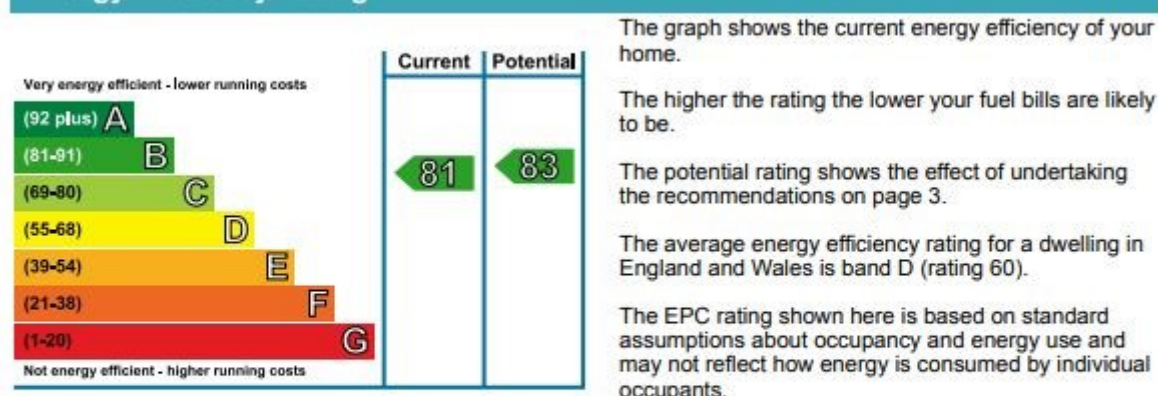 Current Potential
Very energy efficient - lower running costs
(92 plus) A
(81-91) B
(69-80) C
(55-68) D
(39-54) E
(21-38) F
(1-20) G
Not energy efficient - higher running costs
81
83
The graph shows the current energy efficiency of your
home.
The higher the rating the lower your fuel bills are likely
to be.
The potential rating shows the effect of undertaking
the recommendations on page 3.
The average energy efficiency rating for a dwelling in
England and Wales is band D (rating 60).
The EPC rating shown here is based on standard
assumptions about occupancy and energy use and
may not reflect how energy is consumed by individual
occupants.